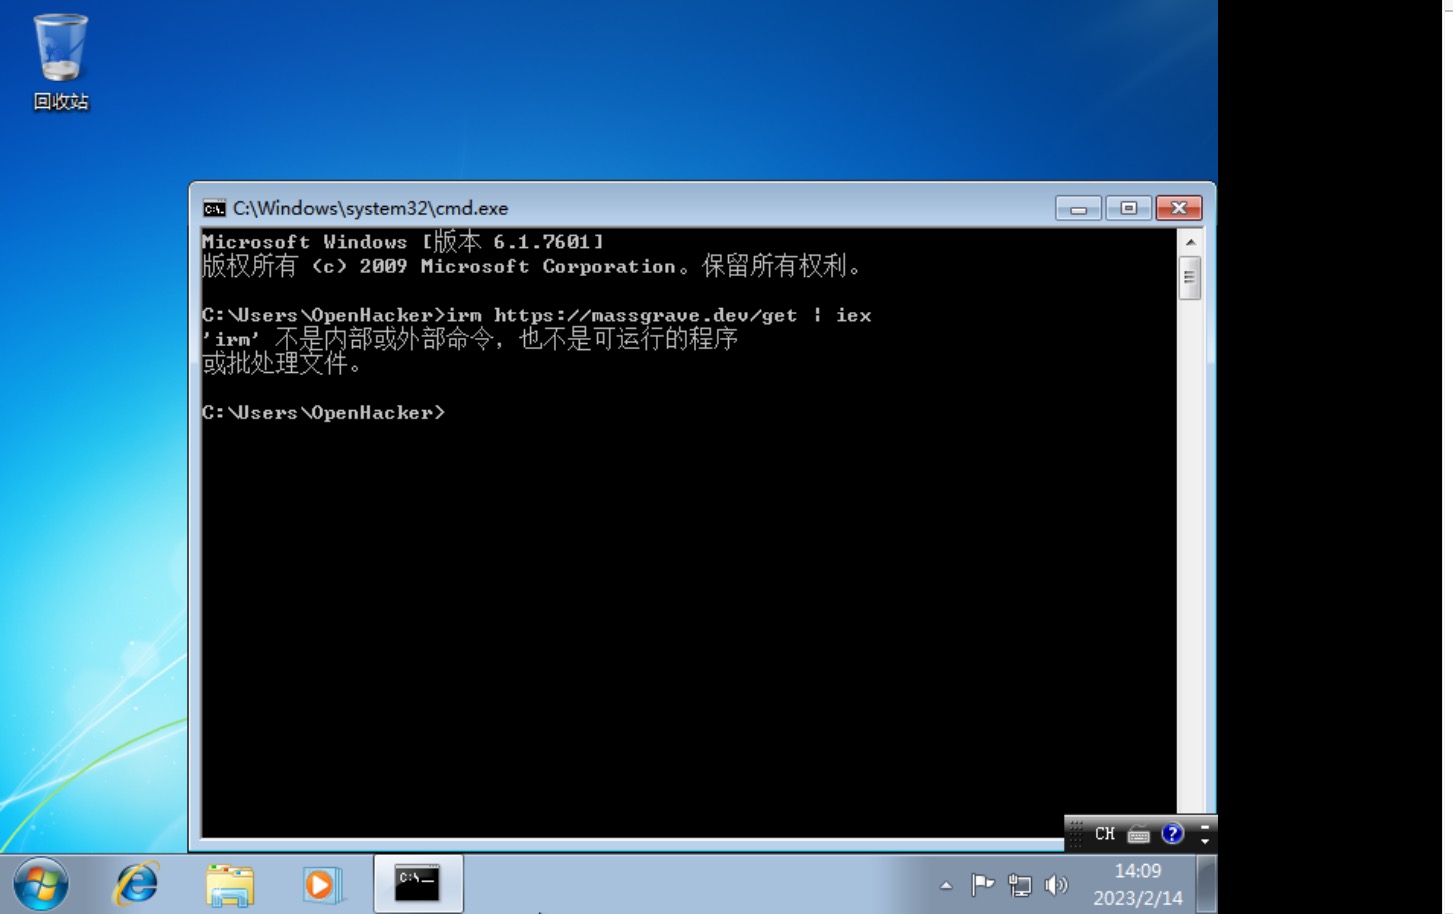 回收站
C:\Windows\system32\cmd.exe
Microsoft Windows [版本 6.1.7601]
版权所有 (c) 2009 Microsoft Corporation。保留所有权利。
C:\Users\OpenHacker>irm https://massgrave.dev/get | iex
'irm' 不是内部或外部命令，也不是可运行的程序
或批处理文件。
C:\Users\OpenHacker>
CH
14:09
2023/2/14